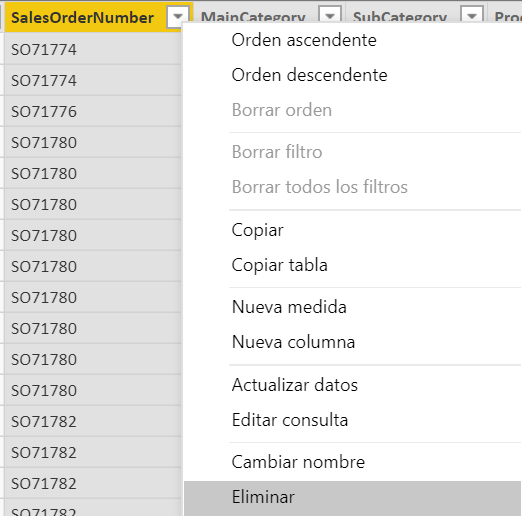 SalesOrderNumber MainCategory SubCategory Pro
SO71774
SO71774
SO71776
SO71780
SO71780
SO71780
SO71780
SO71780
SO71780
SO71780
SO71780
SO71780
SO71782
SO71782
SO71782
SO71782
Orden ascendente
Orden descendente
Borrar orden
Borrar filtro
Borrar todos los filtros
Copiar
Copiar tabla
Nueva medida
Nueva columna
Actualizar datos
Editar consulta
Cambiar nombre
Eliminar